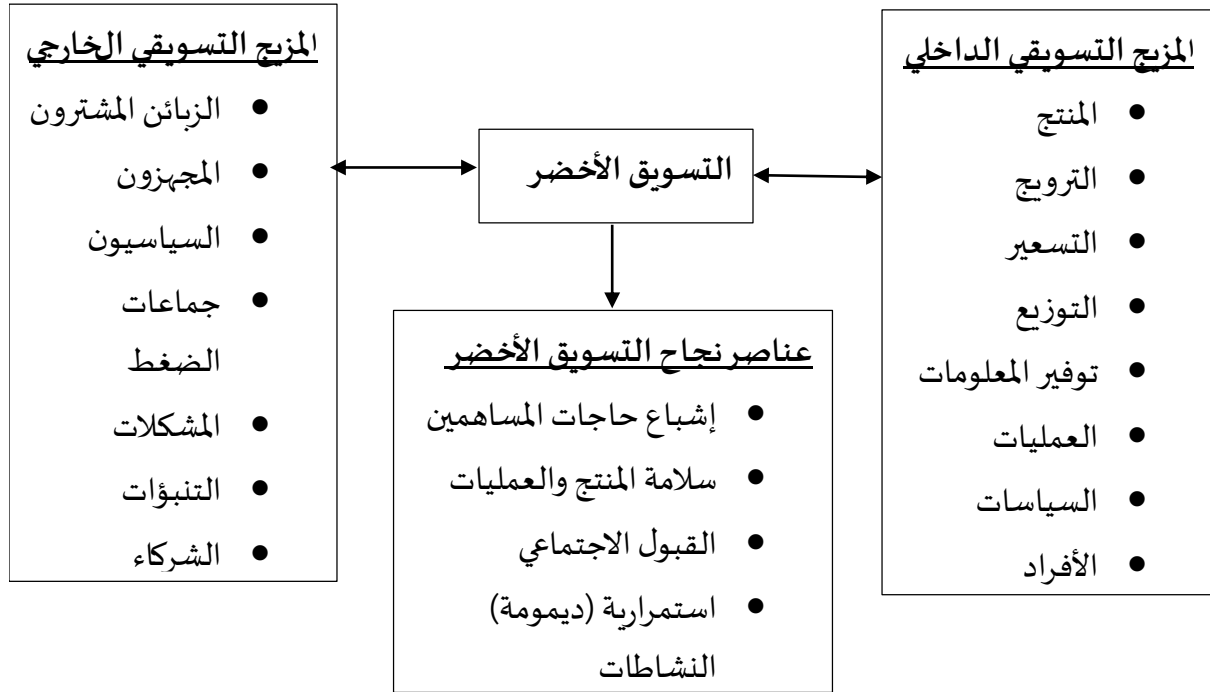 المزيج التسويقي الداخلي
● المنتج
● الترويج
● التسعير
● التوزيع
● توفير المعلومات
● العمليات
● السياسات
● الأفراد
التسويق الأخضر
المزيج التسويقي الخارجي
● الزبائن المشترون
● المجهزون
● السياسيون
● جماعات
الضغط
● المشكلات
● التنبؤات
● الشركاء
عناصر نجاح التسويق الأخضر
● إشباع حاجات المساهمين
● سلامة المنتج والعمليات
● القبول الاجتماعي
● استمرارية (ديمومة)
النشاطات